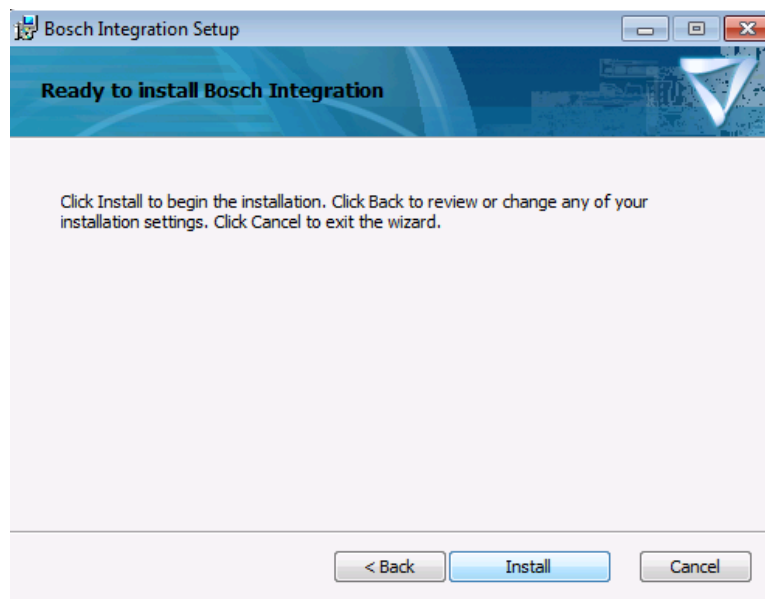 Bosch Integration Setup
Ready to install Bosch Integration
Click Install to begin the installation. Click Back to review or change any of your
installation settings. Click Cancel to exit the wizard.
< Back Install Cancel